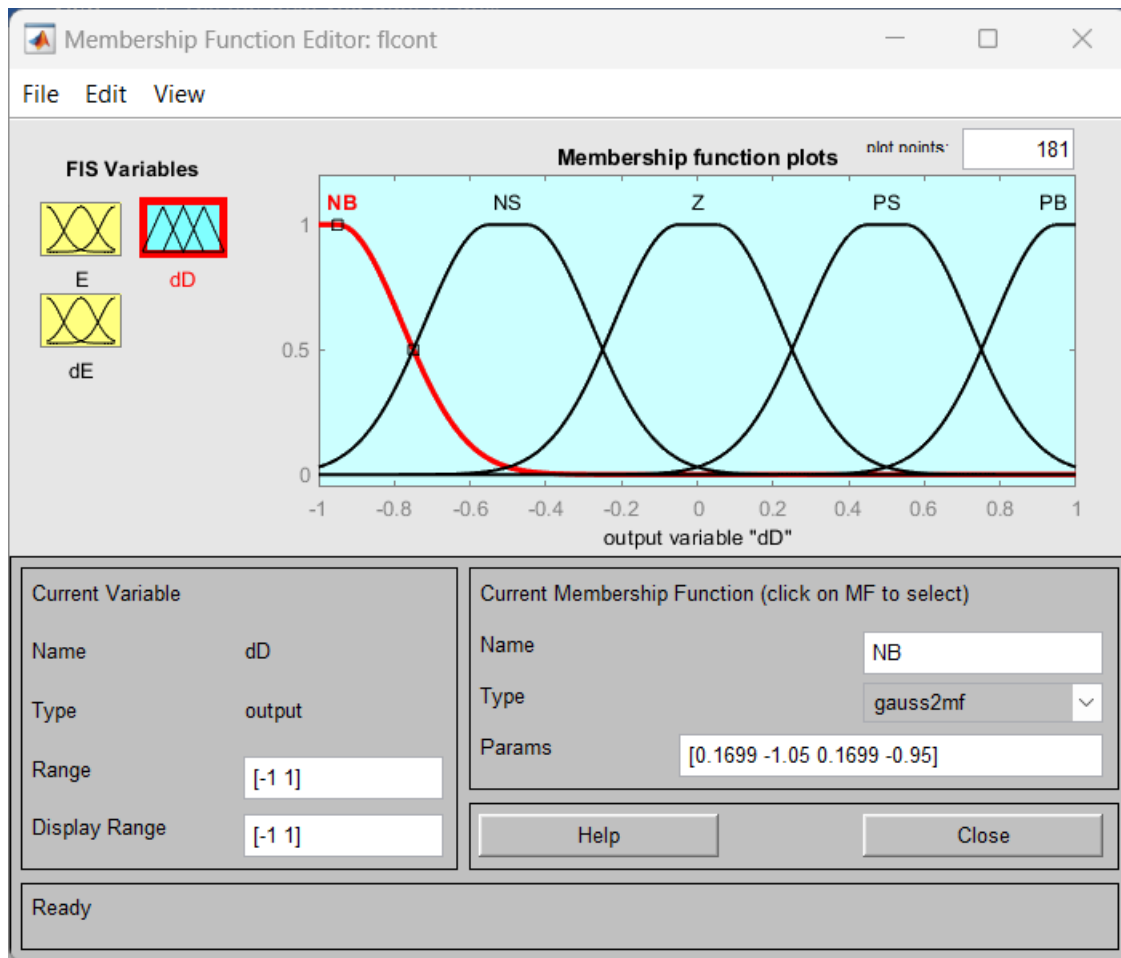 Membership Function Editor: flcont
File Edit View
FIS Variables
E
dD
dE
Membership function plots
plot points:
181
NB
NS
Z
PS
PB
1
0.5
0
-1
-0.8
-0.6
-0.4
-0.2
0
0.2
0.4
0.6
0.8
1
output variable "dD"
Current Variable
Name dD
Type output
Range [-1 1]
Display Range [-1 1]
Current Membership Function (click on MF to select)
Name NB
Type gauss2mf
Params [0.1699 -1.05 0.1699 -0.95]
Help
Close
Ready